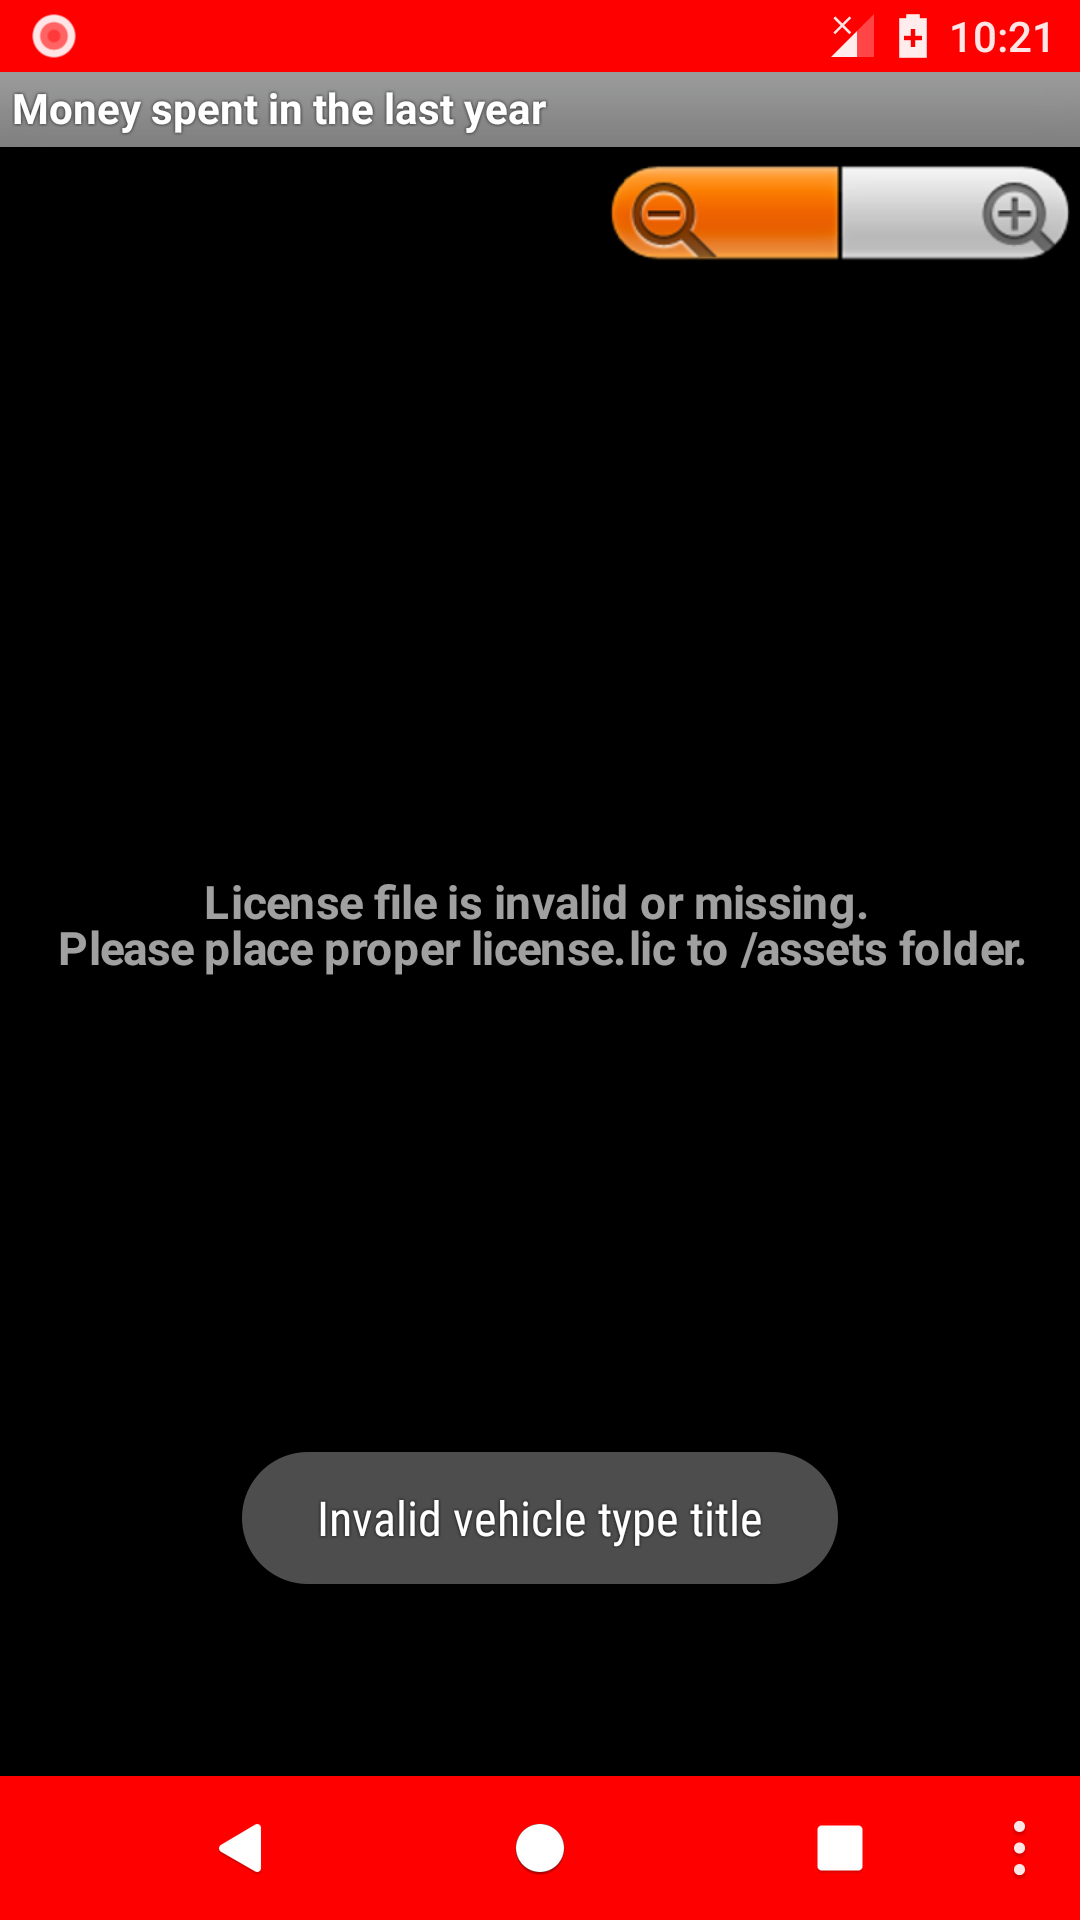 10:21
Money spent in the last year
License file is invalid or missing.
Please place proper license.lic to /assets folder.
Invalid vehicle type title